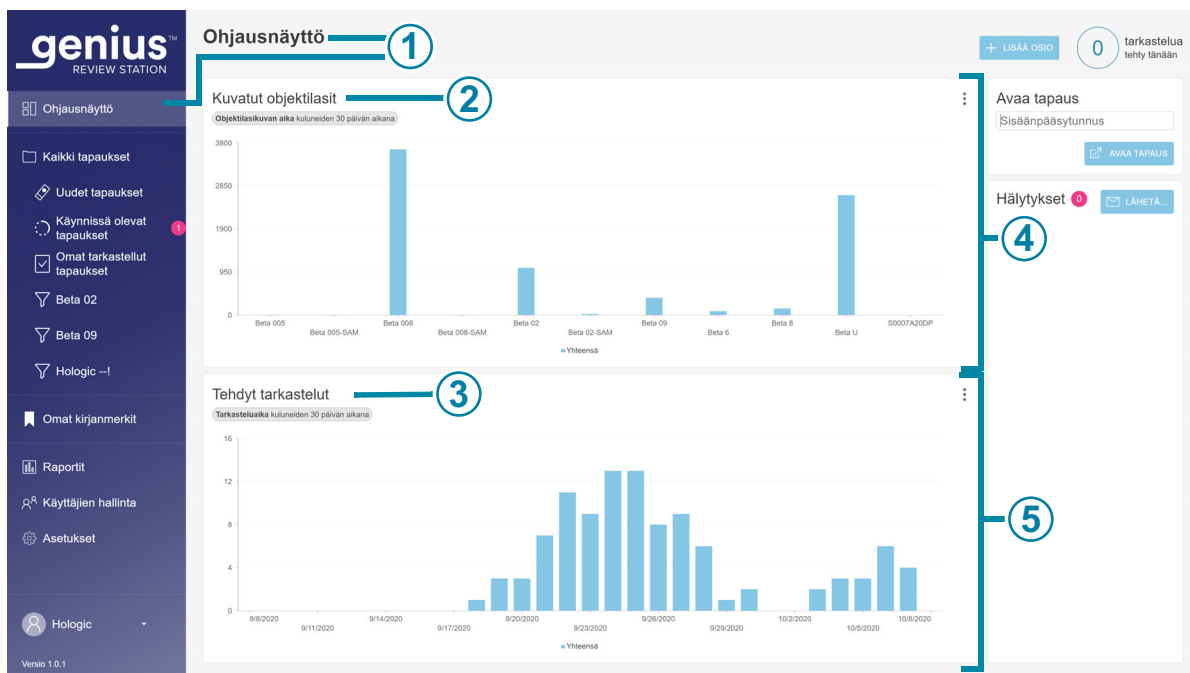 genius™
REVIEW STATION
Ohjausnäyttö
Kaikki tapaukset
Uudet tapaukset
Käynnissä olevat
tapaukset
1
Omat tarkastellut
tapaukset
Beta 02
Beta 09
Hologic --!
Omat kirjanmerkit
Raportit
Käyttäjien hallinta
Asetukset
Hologic
Versio 1.0.1
Ohjausnäyttö
1
+ LISÄÄ OSIO
0
tarkastelua
tehty tänään
Kuvatut objektilasit
2
Objektilasikuvan aika kuluneiden 30 päivän aikana
3800
2850
1900
950
0
Beta 005
Beta 005-SAM
Beta 008
Beta 008-SAM
Beta 02
Beta 02-SAM
Beta 09
Beta 6
Beta 8
Beta U
S0007A20DP
Yhteensä
4
Tehdyt tarkastelut
3
Tarkasteluaika kuluneiden 30 päivän aikana
16
12
8
4
0
9/8/2020
9/11/2020
9/14/2020
9/17/2020
9/20/2020
9/23/2020
9/26/2020
9/29/2020
10/2/2020
10/5/2020
10/8/2020
Yhteensä
5
Avaa tapaus
Sisäänpääsytunnus
AVAA TAPAUS
Hälytykset 0
LÄHETÄ...